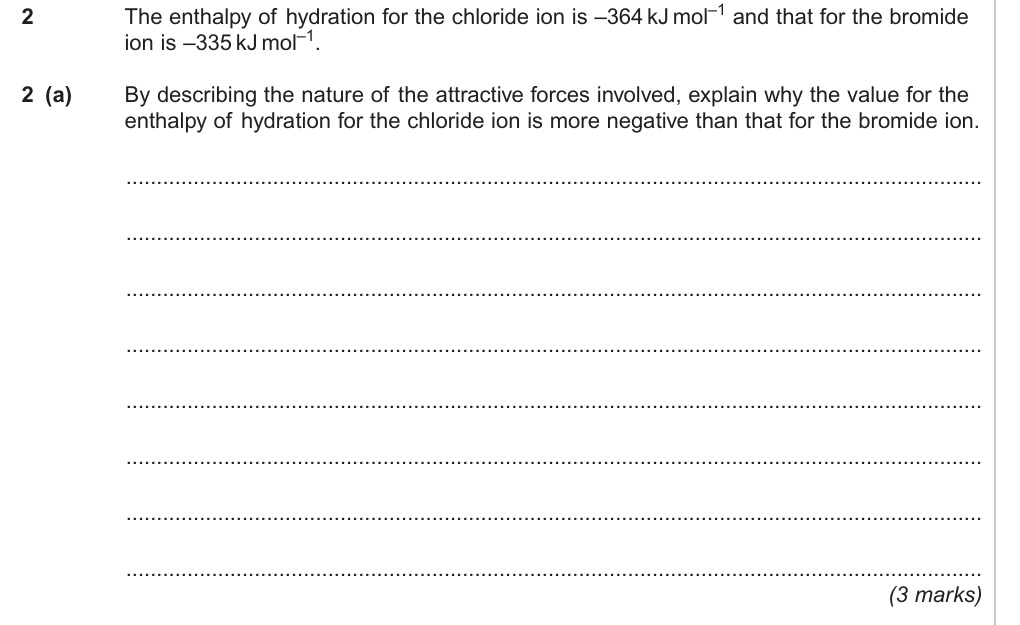 2 The enthalpy of hydration for the chloride ion is –364 kJ mol⁻¹ and that for the bromide
ion is –335 kJ mol⁻¹.
2 (a) By describing the nature of the attractive forces involved, explain why the value for the
enthalpy of hydration for the chloride ion is more negative than that for the bromide ion.
....................................................................................................................................
....................................................................................................................................
....................................................................................................................................
....................................................................................................................................
....................................................................................................................................
....................................................................................................................................
....................................................................................................................................
....................................................................................................................................
(3 marks)